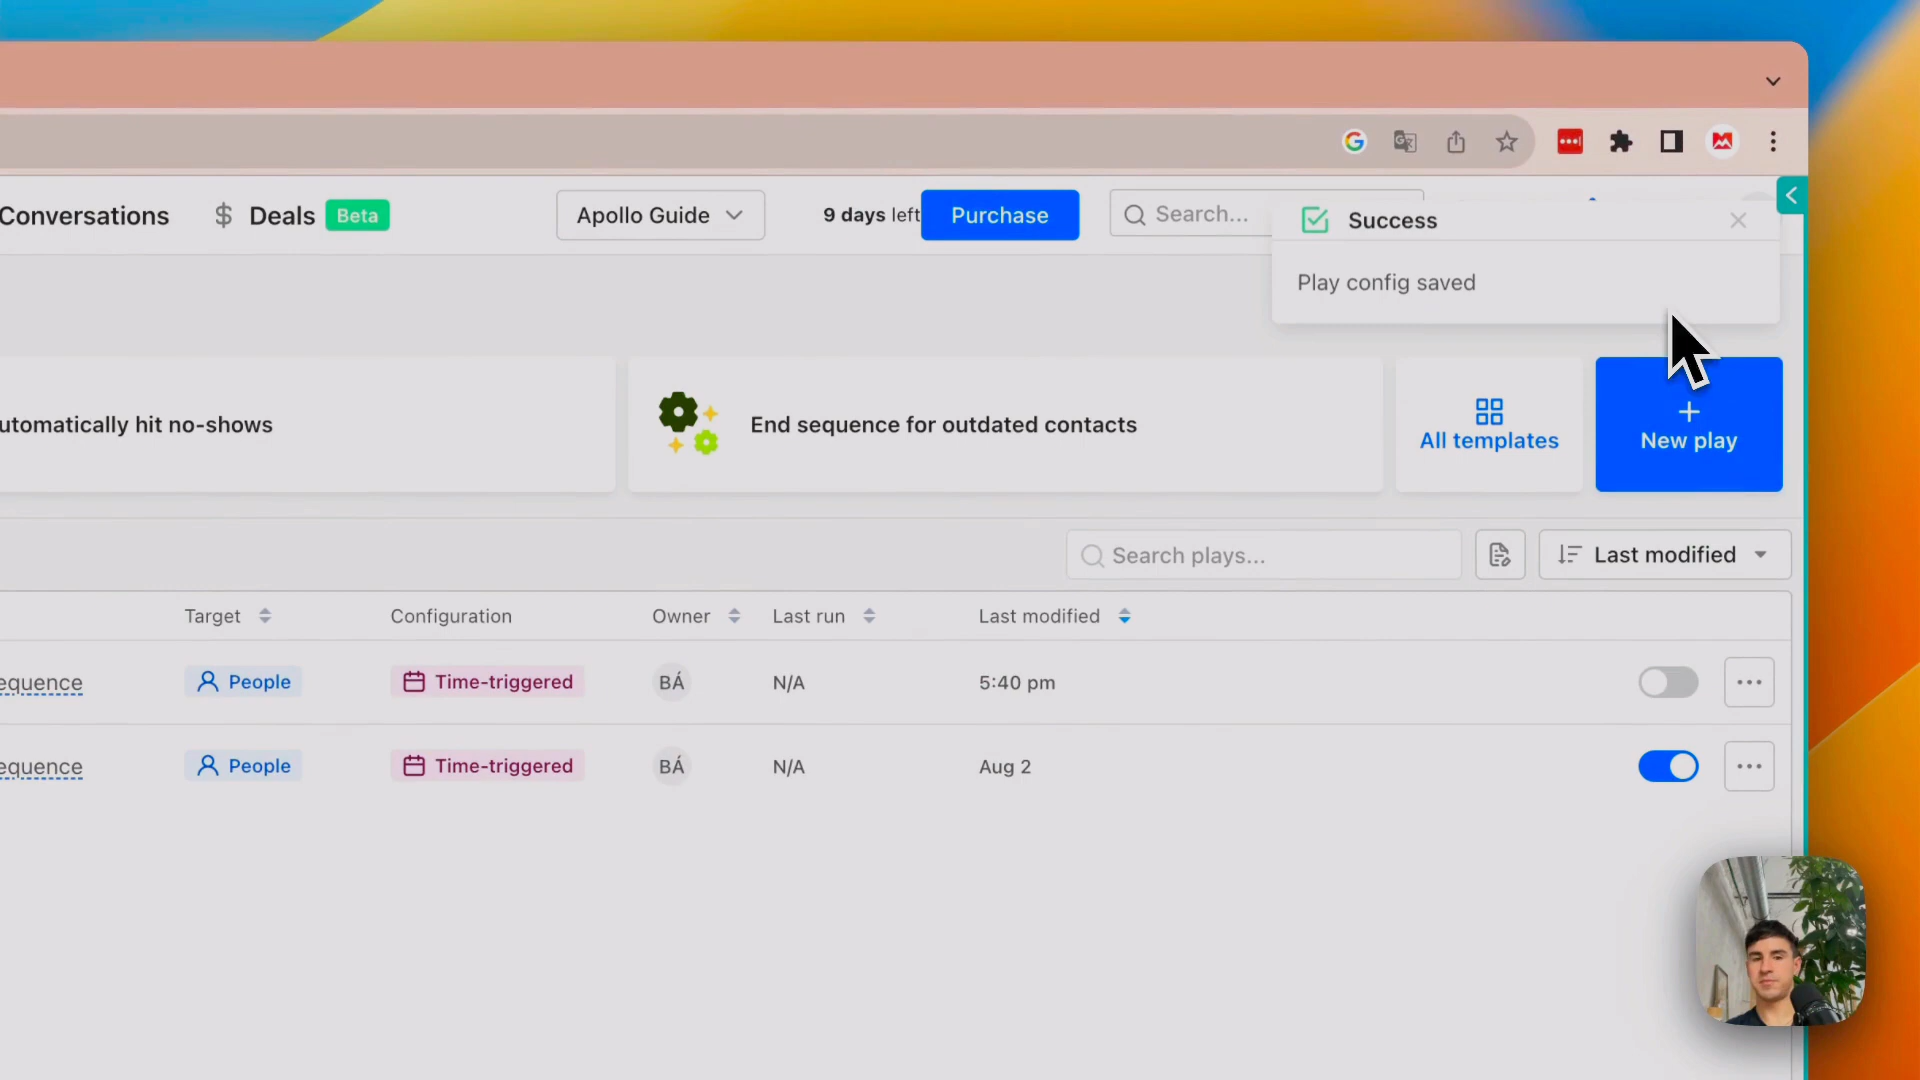 Conversations
Deals Beta
Apollo Guide
9 days left
Purchase
Search...
Success
Play config saved
utomatically hit no-shows
End sequence for outdated contacts
All templates
New play
Search plays...
Last modified
Target Configuration Owner Last run Last modified
equence People Time-triggered BÁ N/A 5:40 pm
equence People Time-triggered BÁ N/A Aug 2